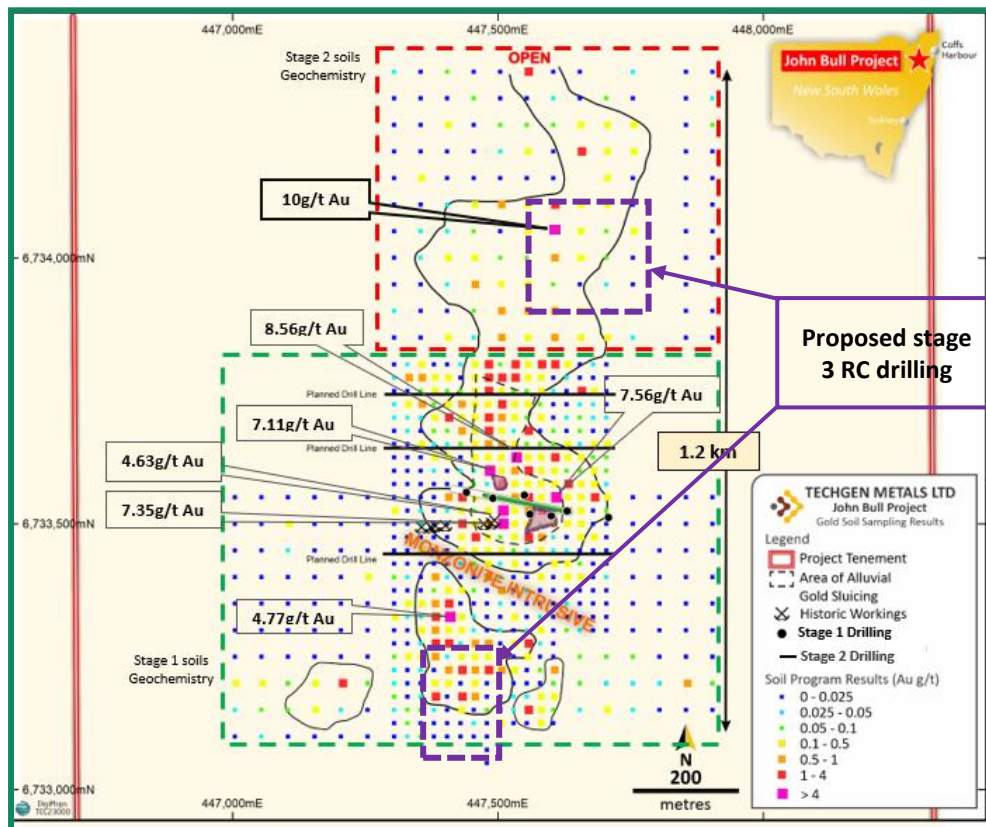 447,000mE
447,500mE
448,000mE
Stage 2 soils
Geochemistry
OPEN
John Bull Project
Coffs
Harbour
New South Wales
Sydney
10g/t Au
6,734,000mN
Proposed stage
3 RC drilling
8.56g/t Au
7.56g/t Au
Planned Drill Line
7.11g/t Au
Planned Drill Line
1.2 km
4.63g/t Au
7.35g/t Au
6,733,500mN
MONZONITE INTRUSIVE
Planned Drill Line
4.77g/t Au
Stage 1 soils
Geochemistry
TECHGEN METALS LTD
John Bull Project
Gold Soil Sampling Results
Legend
Project Tenement
Area of Alluvial
Gold Sluicing
Historic Workings
Stage 1 Drilling
Stage 2 Drilling
Soil Program Results (Au g/t)
0 - 0.025
0.025 - 0.05
0.05 - 0.1
0.1 - 0.5
0.5 - 1
1 - 4
> 4
N
200
metres
6,733,000mN
DigiMaps
TEC23000
447,000mE
447,500mE